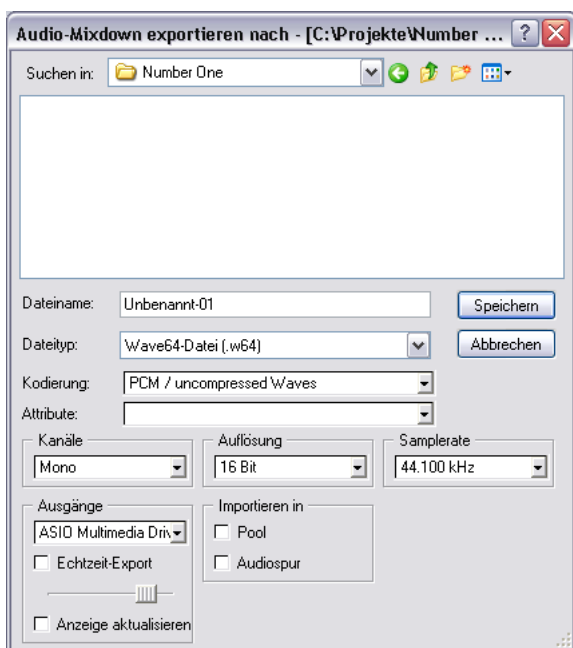 Audio-Mixdown exportieren nach - [C:\Projekte\Number ...
Suchen in: Number One
Dateiname: Unbenannt-01 Speichern
Dateityp: Wave64-Datei (.w64) Abbrechen
Kodierung: PCM / uncompressed Waves
Attribute:
Kanäle Auflösung Samplerate
Mono 16 Bit 44.100 kHz
Ausgänge Importieren in
ASIO Multimedia Driv Pool
Echtzeit-Export Audiospur
Anzeige aktualisieren